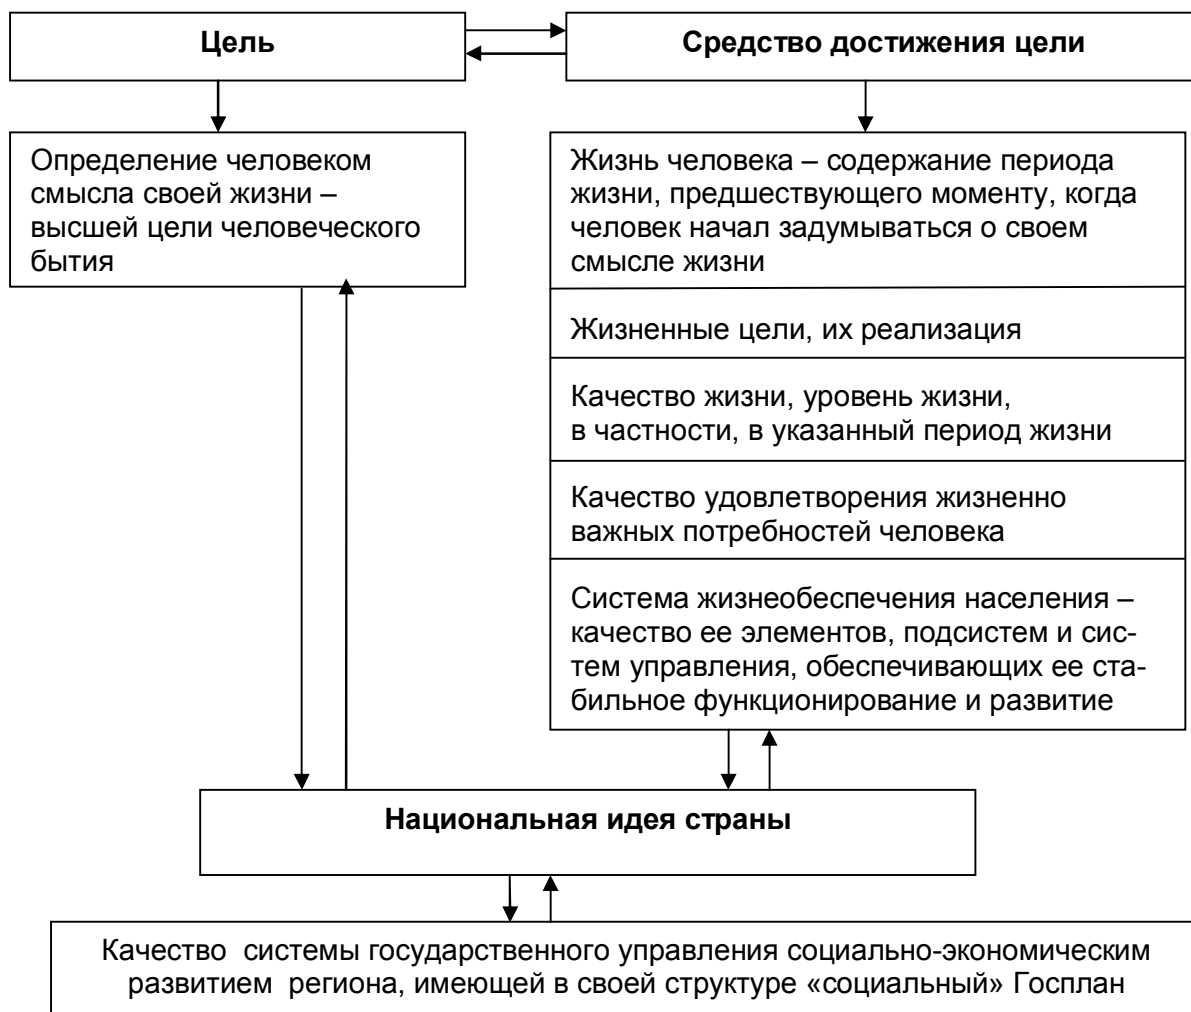 Цель
Средство достижения цели
Определение человеком
смысла своей жизни –
высшей цели человеческого
бытия
Жизнь человека – содержание периода
жизни, предшествующего моменту, когда
человек начал задумываться о своем
смысле жизни
Жизненные цели, их реализация
Качество жизни, уровень жизни,
в частности, в указанный период жизни
Качество удовлетворения жизненно
важных потребностей человека
Система жизнеобеспечения населения –
качество ее элементов, подсистем и сис-
тем управления, обеспечивающих ее ста-
бильное функционирование и развитие
Национальная идея страны
Качество системы государственного управления социально-экономическим
развитием региона, имеющей в своей структуре «социальный» Госплан